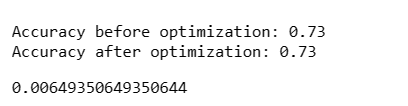 Accuracy before optimization: 0.73
Accuracy after optimization: 0.73
0.00649350649350644